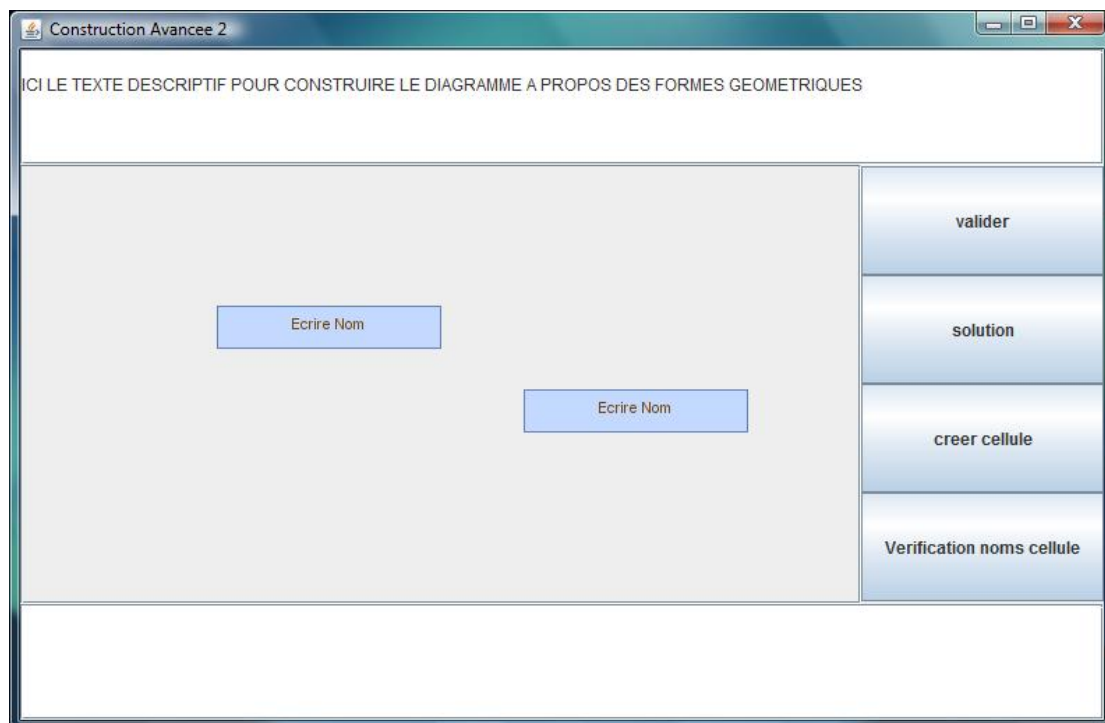 Construction Avancee 2
ICI LE TEXTE DESCRIPTIF POUR CONSTRUIRE LE DIAGRAMME A PROPOS DES FORMES GEOMETRIQUES
valider
Ecrire Nom
solution
Ecrire Nom
creer cellule
Verification noms cellule